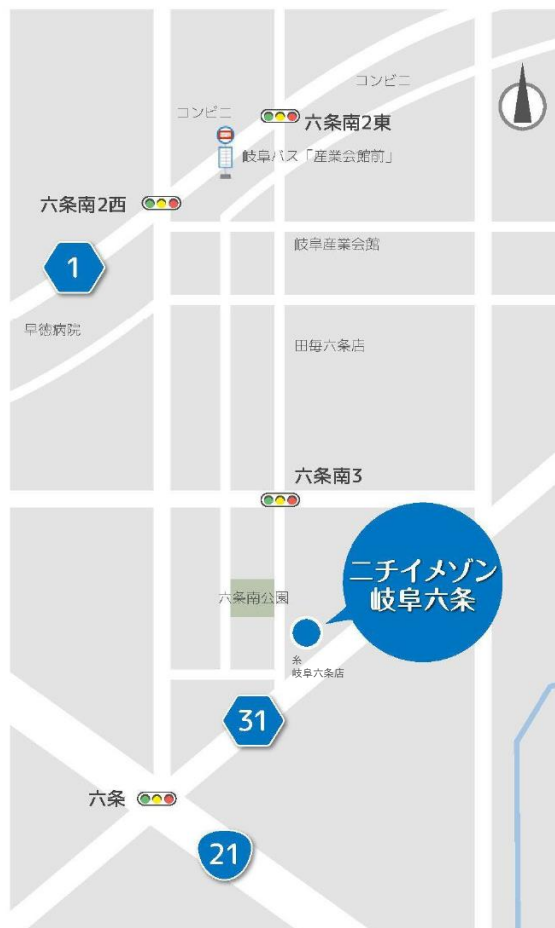 コンビニ
コンビニ
六条南2東
岐阜バス「産業会館前」
六条南2西
岐阜産業会館
1
早徳病院
田毎六条店
六条南3
ニチイメゾン
岐阜六条
六条南公園
糸
岐阜六条店
31
六条
21